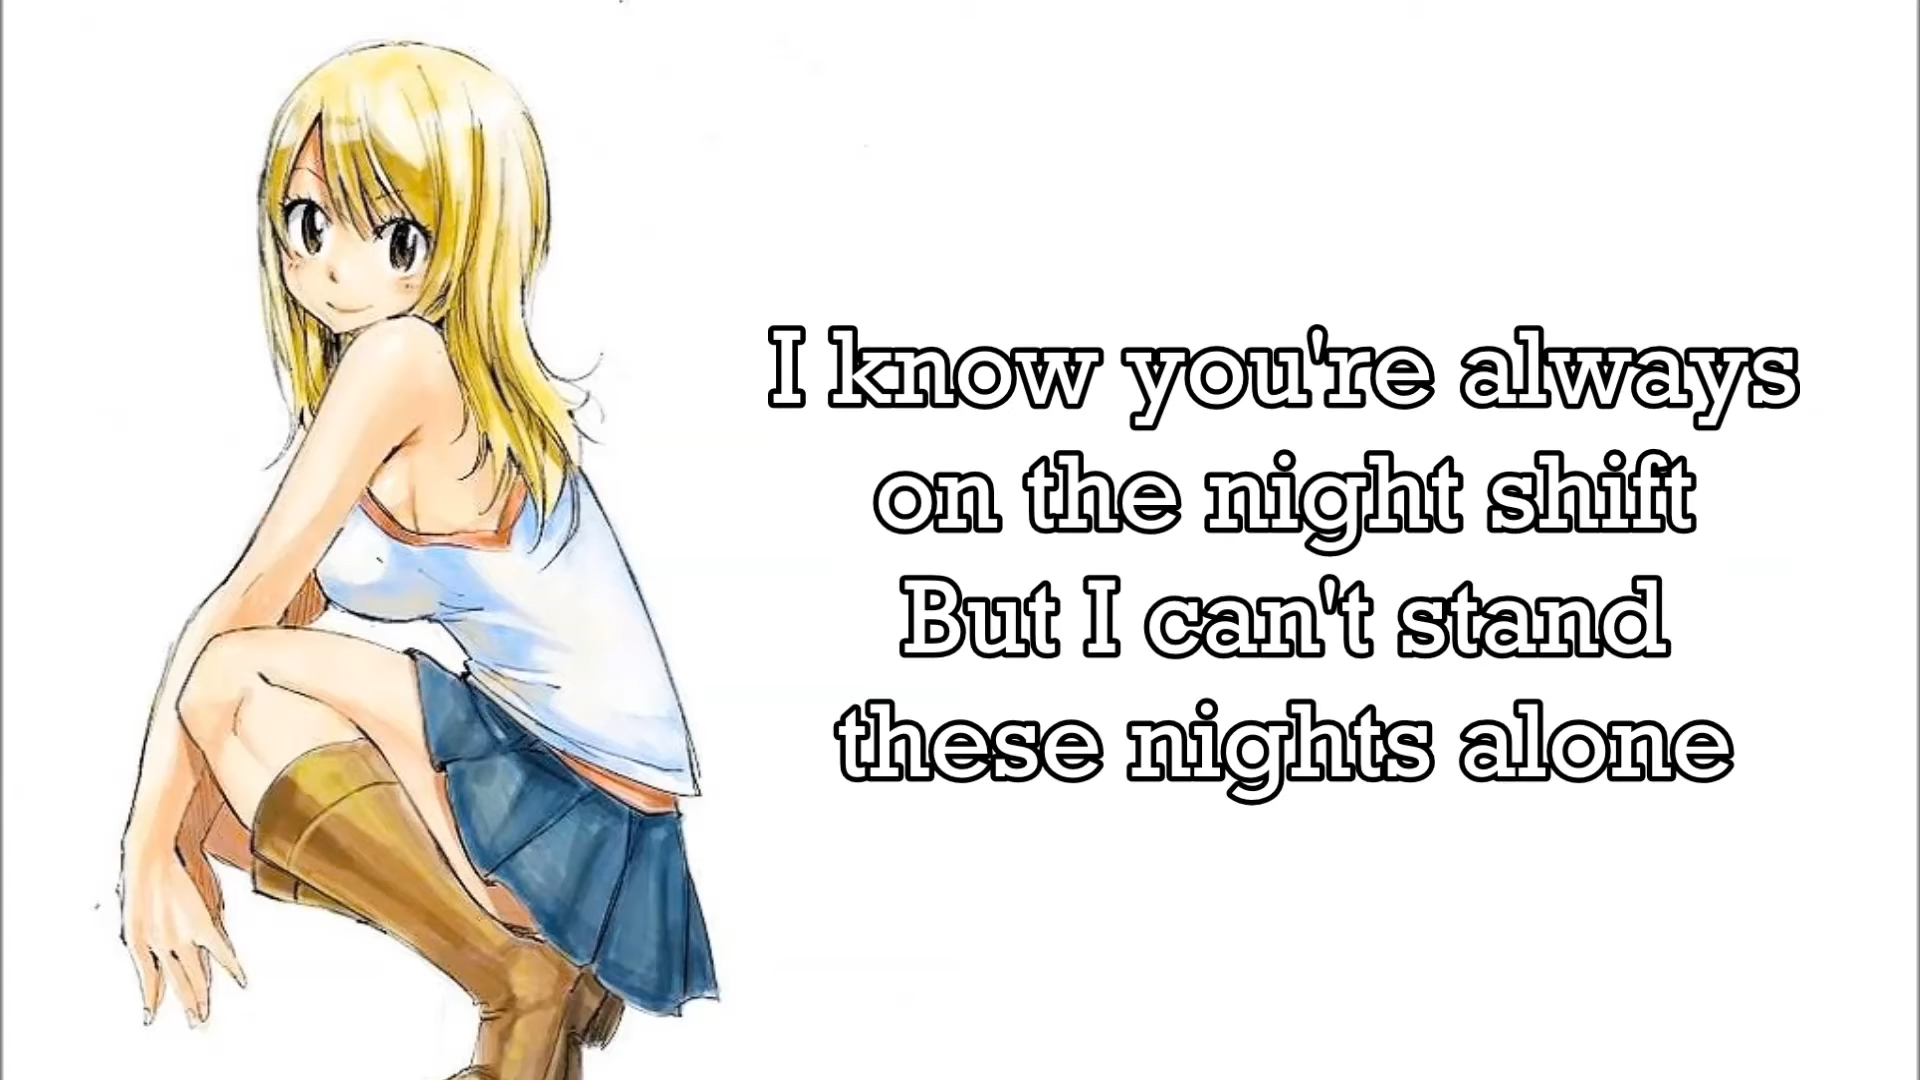 I know you're always
on the night shift
But I can't stand
these nights alone